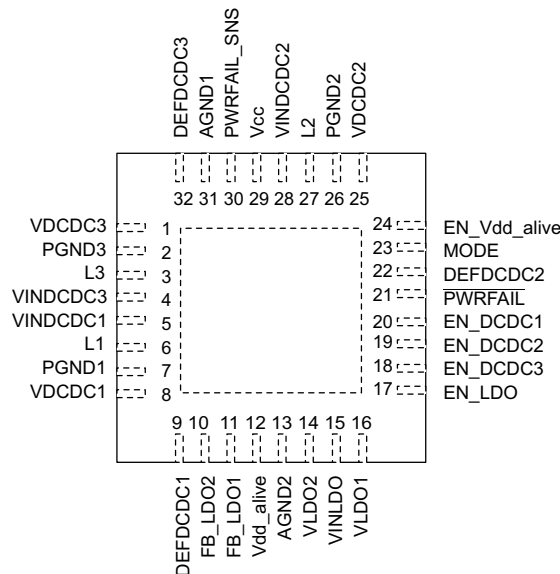 DEFDCDC3
AGND1
PWRFAIL_SNS
Vcc
VINDCDC2
L2
PGND2
VDCDC2
32 31 30 29 28 27 26 25
VDCDC3 1
PGND3 2
L3 3
VINDCDC3 4
VINDCDC1 5
L1 6
PGND1 7
VDCDC1 8
24 EN_Vdd_alive
23 MODE
22 DEFDCDC2
21 PWRFAIL
20 EN_DCDC1
19 EN_DCDC2
18 EN_DCDC3
17 EN_LDO
9 10 11 12 13 14 15 16
DEFDCDC1
FB_LDO2
FB_LDO1
Vdd_alive
AGND2
VLDO2
VINLDO
VLDO1